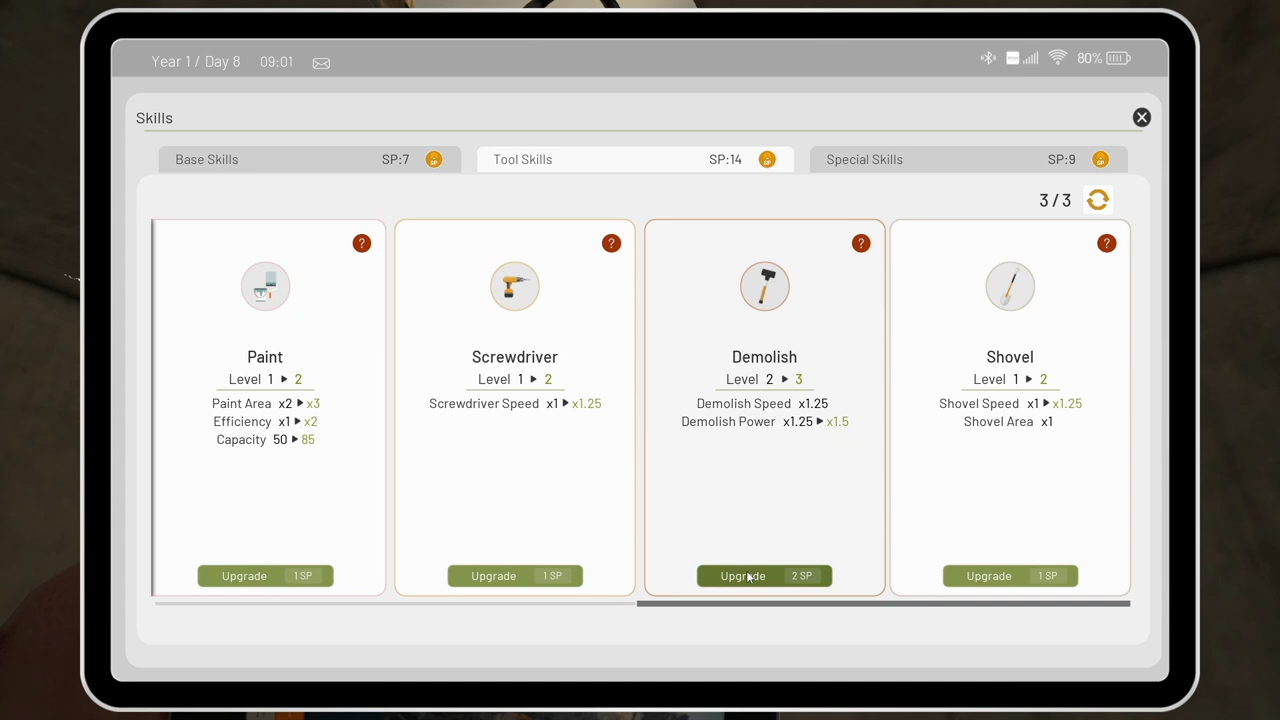 Year 1 / Day 8 09:01 80%
Skills
Base Skills SP:7 Tool Skills SP:14 Special Skills SP:9
3 / 3
? ? ? ?
Paint
Level 1 2
Paint Area x2 x3
Efficiency x1 x2
Capacity 50 85
Upgrade 1 SP
Screwdriver
Level 1 2
Screwdriver Speed x1 x1.25
Upgrade 1 SP
Demolish
Level 2 3
Demolish Speed x1.25
Demolish Power x1.25 x1.5
Upgrade 2 SP
Shovel
Level 1 2
Shovel Speed x1 x1.25
Shovel Area x1
Upgrade 1 SP